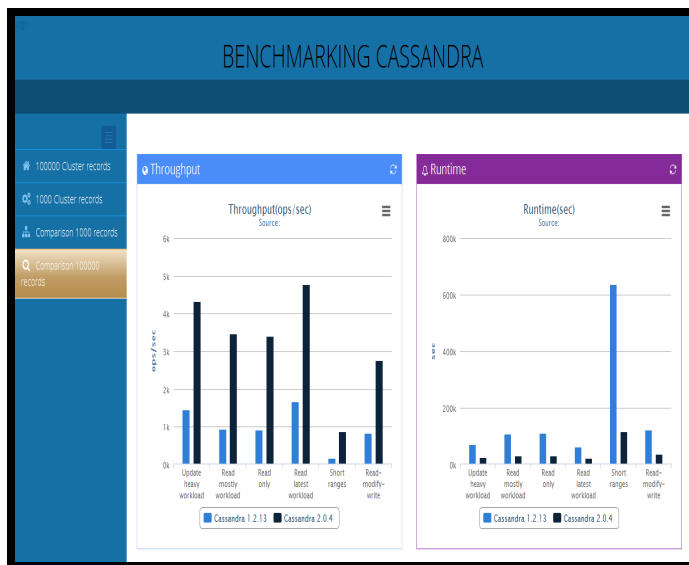 BENCHMARKING CASSANDRA
100000 Cluster records
1000 Cluster records
Comparison 1000 records
Comparison 100000
records
Throughput
Throughput(ops/sec)
Source:
6k
5k
4k
3k
2k
1k
0k
ops/sec
Update
heavy
workload
Read
mostly
workload
Read
only
Read
latest
workload
Short
ranges
Read-
modify-
write
Cassandra 1.2.13 Cassandra 2.0.4
Runtime
Runtime(sec)
Source:
800k
600k
400k
200k
0k
sec
Update
heavy
workload
Read
mostly
workload
Read
only
Read
latest
workload
Short
ranges
Read-
modify-
write
Cassandra 1.2.13 Cassandra 2.0.4